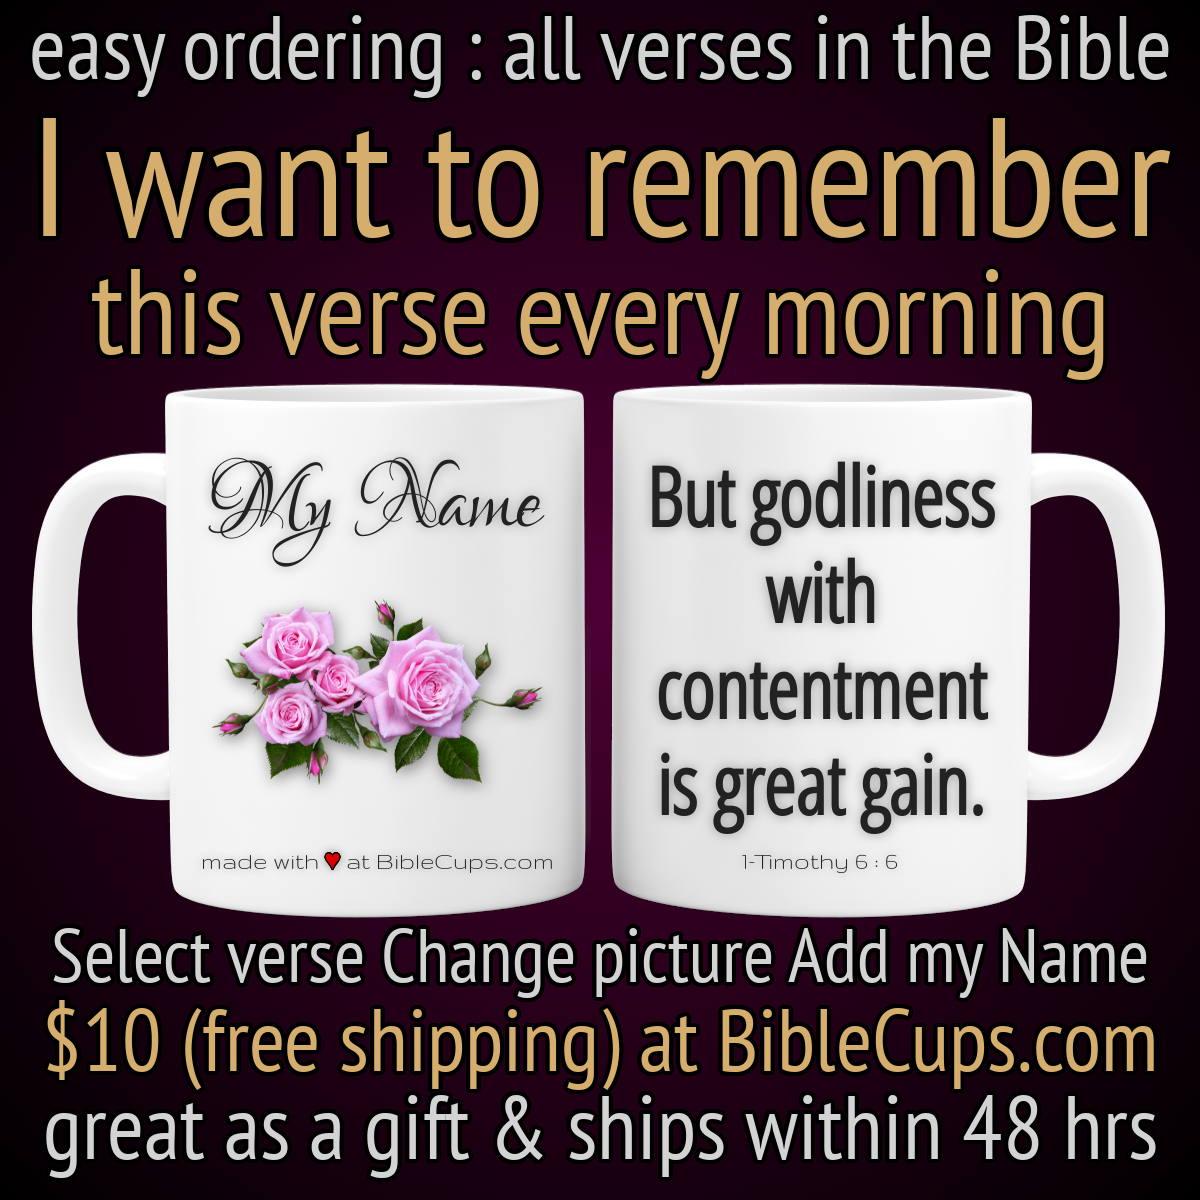 easy ordering : all verses in the Bible
I want to remember
this verse every morning
My Name
made with ❤ at BibleCups.com
But godliness
with
contentment
is great gain.
1-Timothy 6 : 6
Select verse Change picture Add my Name
$10 (free shipping) at BibleCups.com
great as a gift & ships within 48 hrs